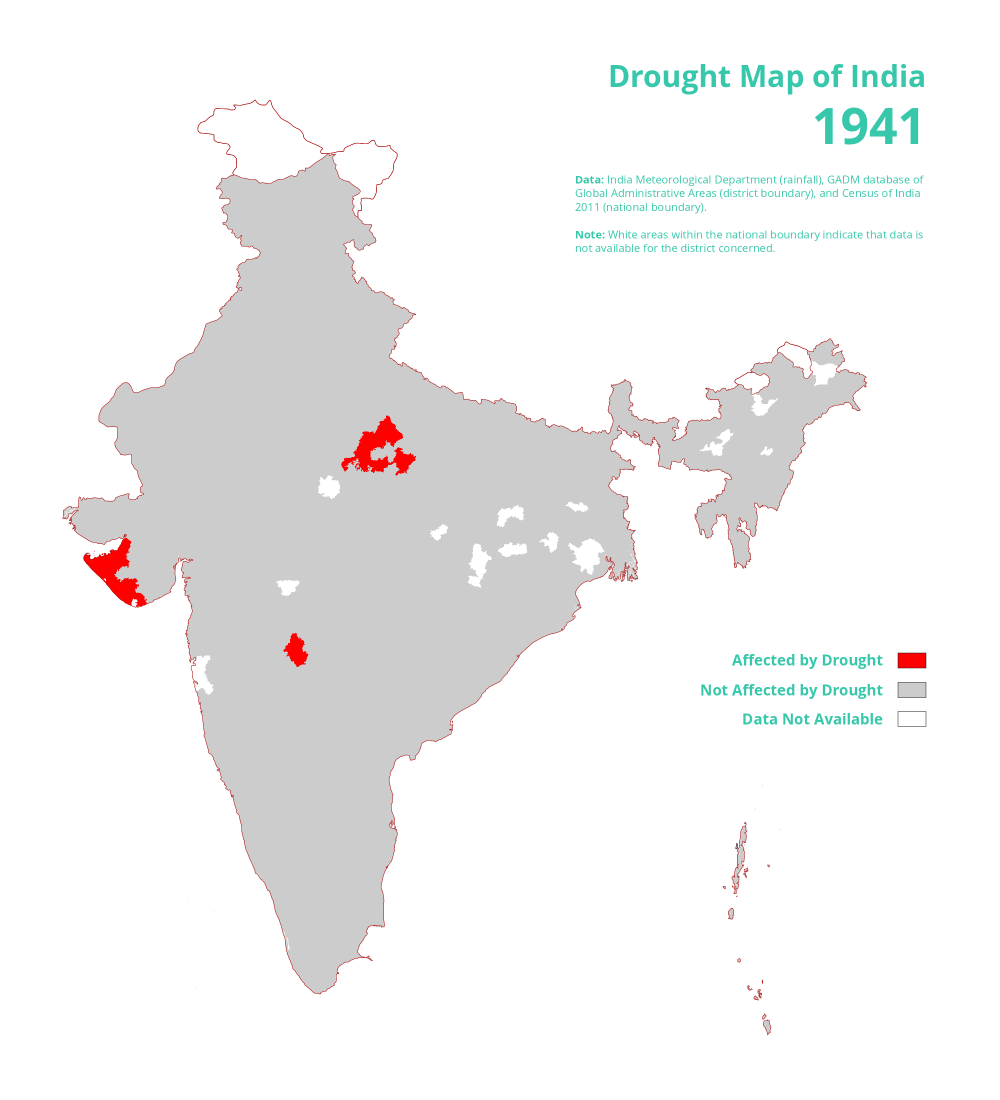 Drought Map of India
1941
Data: India Meteorological Department (rainfall), GADM database of
Global Administrative Areas (district boundary), and Census of India
2011 (national boundary).
Note: White areas within the national boundary indicate that data is
not available for the district concerned.
Affected by Drought
Not Affected by Drought
Data Not Available